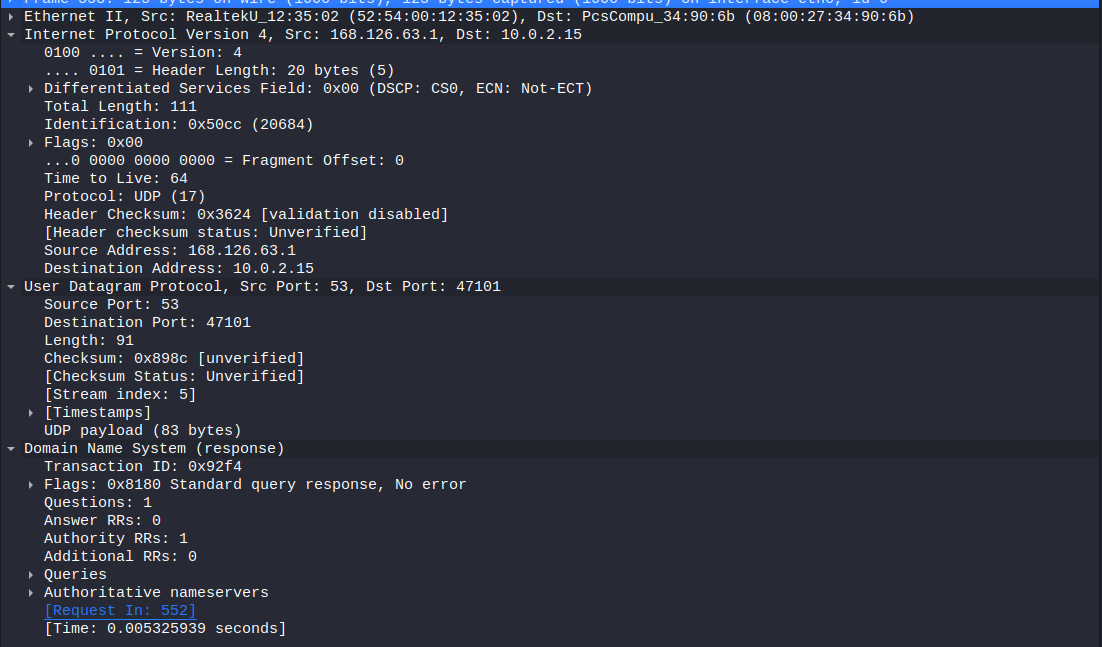 Ethernet II, Src: RealtekU_12:35:02 (52:54:00:12:35:02), Dst: PcsCompu_34:90:6b (08:00:27:34:90:6b)
Internet Protocol Version 4, Src: 168.126.63.1, Dst: 10.0.2.15
0100 .... = Version: 4
.... 0101 = Header Length: 20 bytes (5)
Differentiated Services Field: 0x00 (DSCP: CS0, ECN: Not-ECT)
Total Length: 111
Identification: 0x50cc (20684)
Flags: 0x00
...0 0000 0000 0000 = Fragment Offset: 0
Time to Live: 64
Protocol: UDP (17)
Header Checksum: 0x3624 [validation disabled]
[Header checksum status: Unverified]
Source Address: 168.126.63.1
Destination Address: 10.0.2.15
User Datagram Protocol, Src Port: 53, Dst Port: 47101
Source Port: 53
Destination Port: 47101
Length: 91
Checksum: 0x898c [unverified]
[Checksum Status: Unverified]
[Stream index: 5]
[Timestamps]
UDP payload (83 bytes)
Domain Name System (response)
Transaction ID: 0x92f4
Flags: 0x8180 Standard query response, No error
Questions: 1
Answer RRs: 0
Authority RRs: 1
Additional RRs: 0
Queries
Authoritative nameservers
[Request In: 552]
[Time: 0.005325939 seconds]